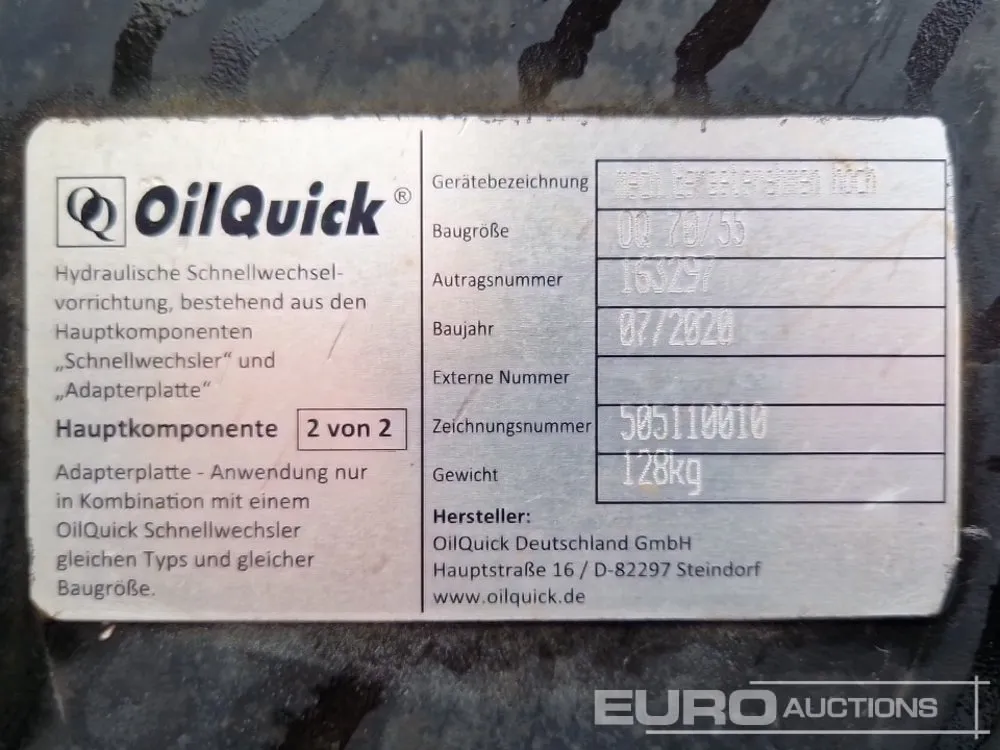 OilQuick®
Hydraulische Schnellwechsel-
vorrichtung, bestehend aus den
Hauptkomponenten
„Schnellwechsler“ und
„Adapterplatte“
Hauptkomponente 2 von 2
Adapterplatte - Anwendung nur
in Kombination mit einem
OilQuick Schnellwechsler
gleichen Typs und gleicher
Baugröße.
Gerätebezeichnung hoch
Baugröße OQ 70/55
Autragsnummer 163297
Baujahr 07/2020
Externe Nummer
Zeichnungsnummer 505110010
Gewicht 128kg
Hersteller:
OilQuick Deutschland GmbH
Hauptstraße 16 / D-82297 Steindorf
www.oilquick.de
EURO AUCTIONS